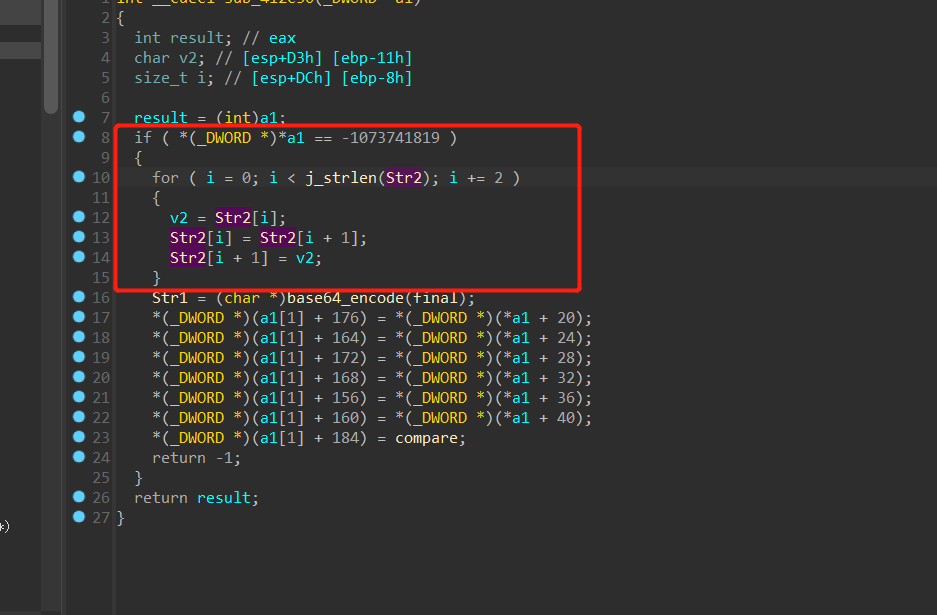 2 {
3 int result; // eax
4 char v2; // [esp+D3h] [ebp-11h]
5 size_t i; // [esp+DCh] [ebp-8h]
6
7 result = (int)a1;
8 if ( *(_DWORD *)*a1 == -1073741819 )
9 {
10 for ( i = 0; i < j_strlen(Str2); i += 2 )
11 {
12 v2 = Str2[i];
13 Str2[i] = Str2[i + 1];
14 Str2[i + 1] = v2;
15 }
16 Str1 = (char *)base64_encode(final);
17 *(_DWORD *)(a1[1] + 176) = *(_DWORD *)(*a1 + 20);
18 *(_DWORD *)(a1[1] + 164) = *(_DWORD *)(*a1 + 24);
19 *(_DWORD *)(a1[1] + 172) = *(_DWORD *)(*a1 + 28);
20 *(_DWORD *)(a1[1] + 168) = *(_DWORD *)(*a1 + 32);
21 *(_DWORD *)(a1[1] + 156) = *(_DWORD *)(*a1 + 36);
22 *(_DWORD *)(a1[1] + 160) = *(_DWORD *)(*a1 + 40);
23 *(_DWORD *)(a1[1] + 184) = compare;
24 return -1;
25 }
26 return result;
*)
27 }